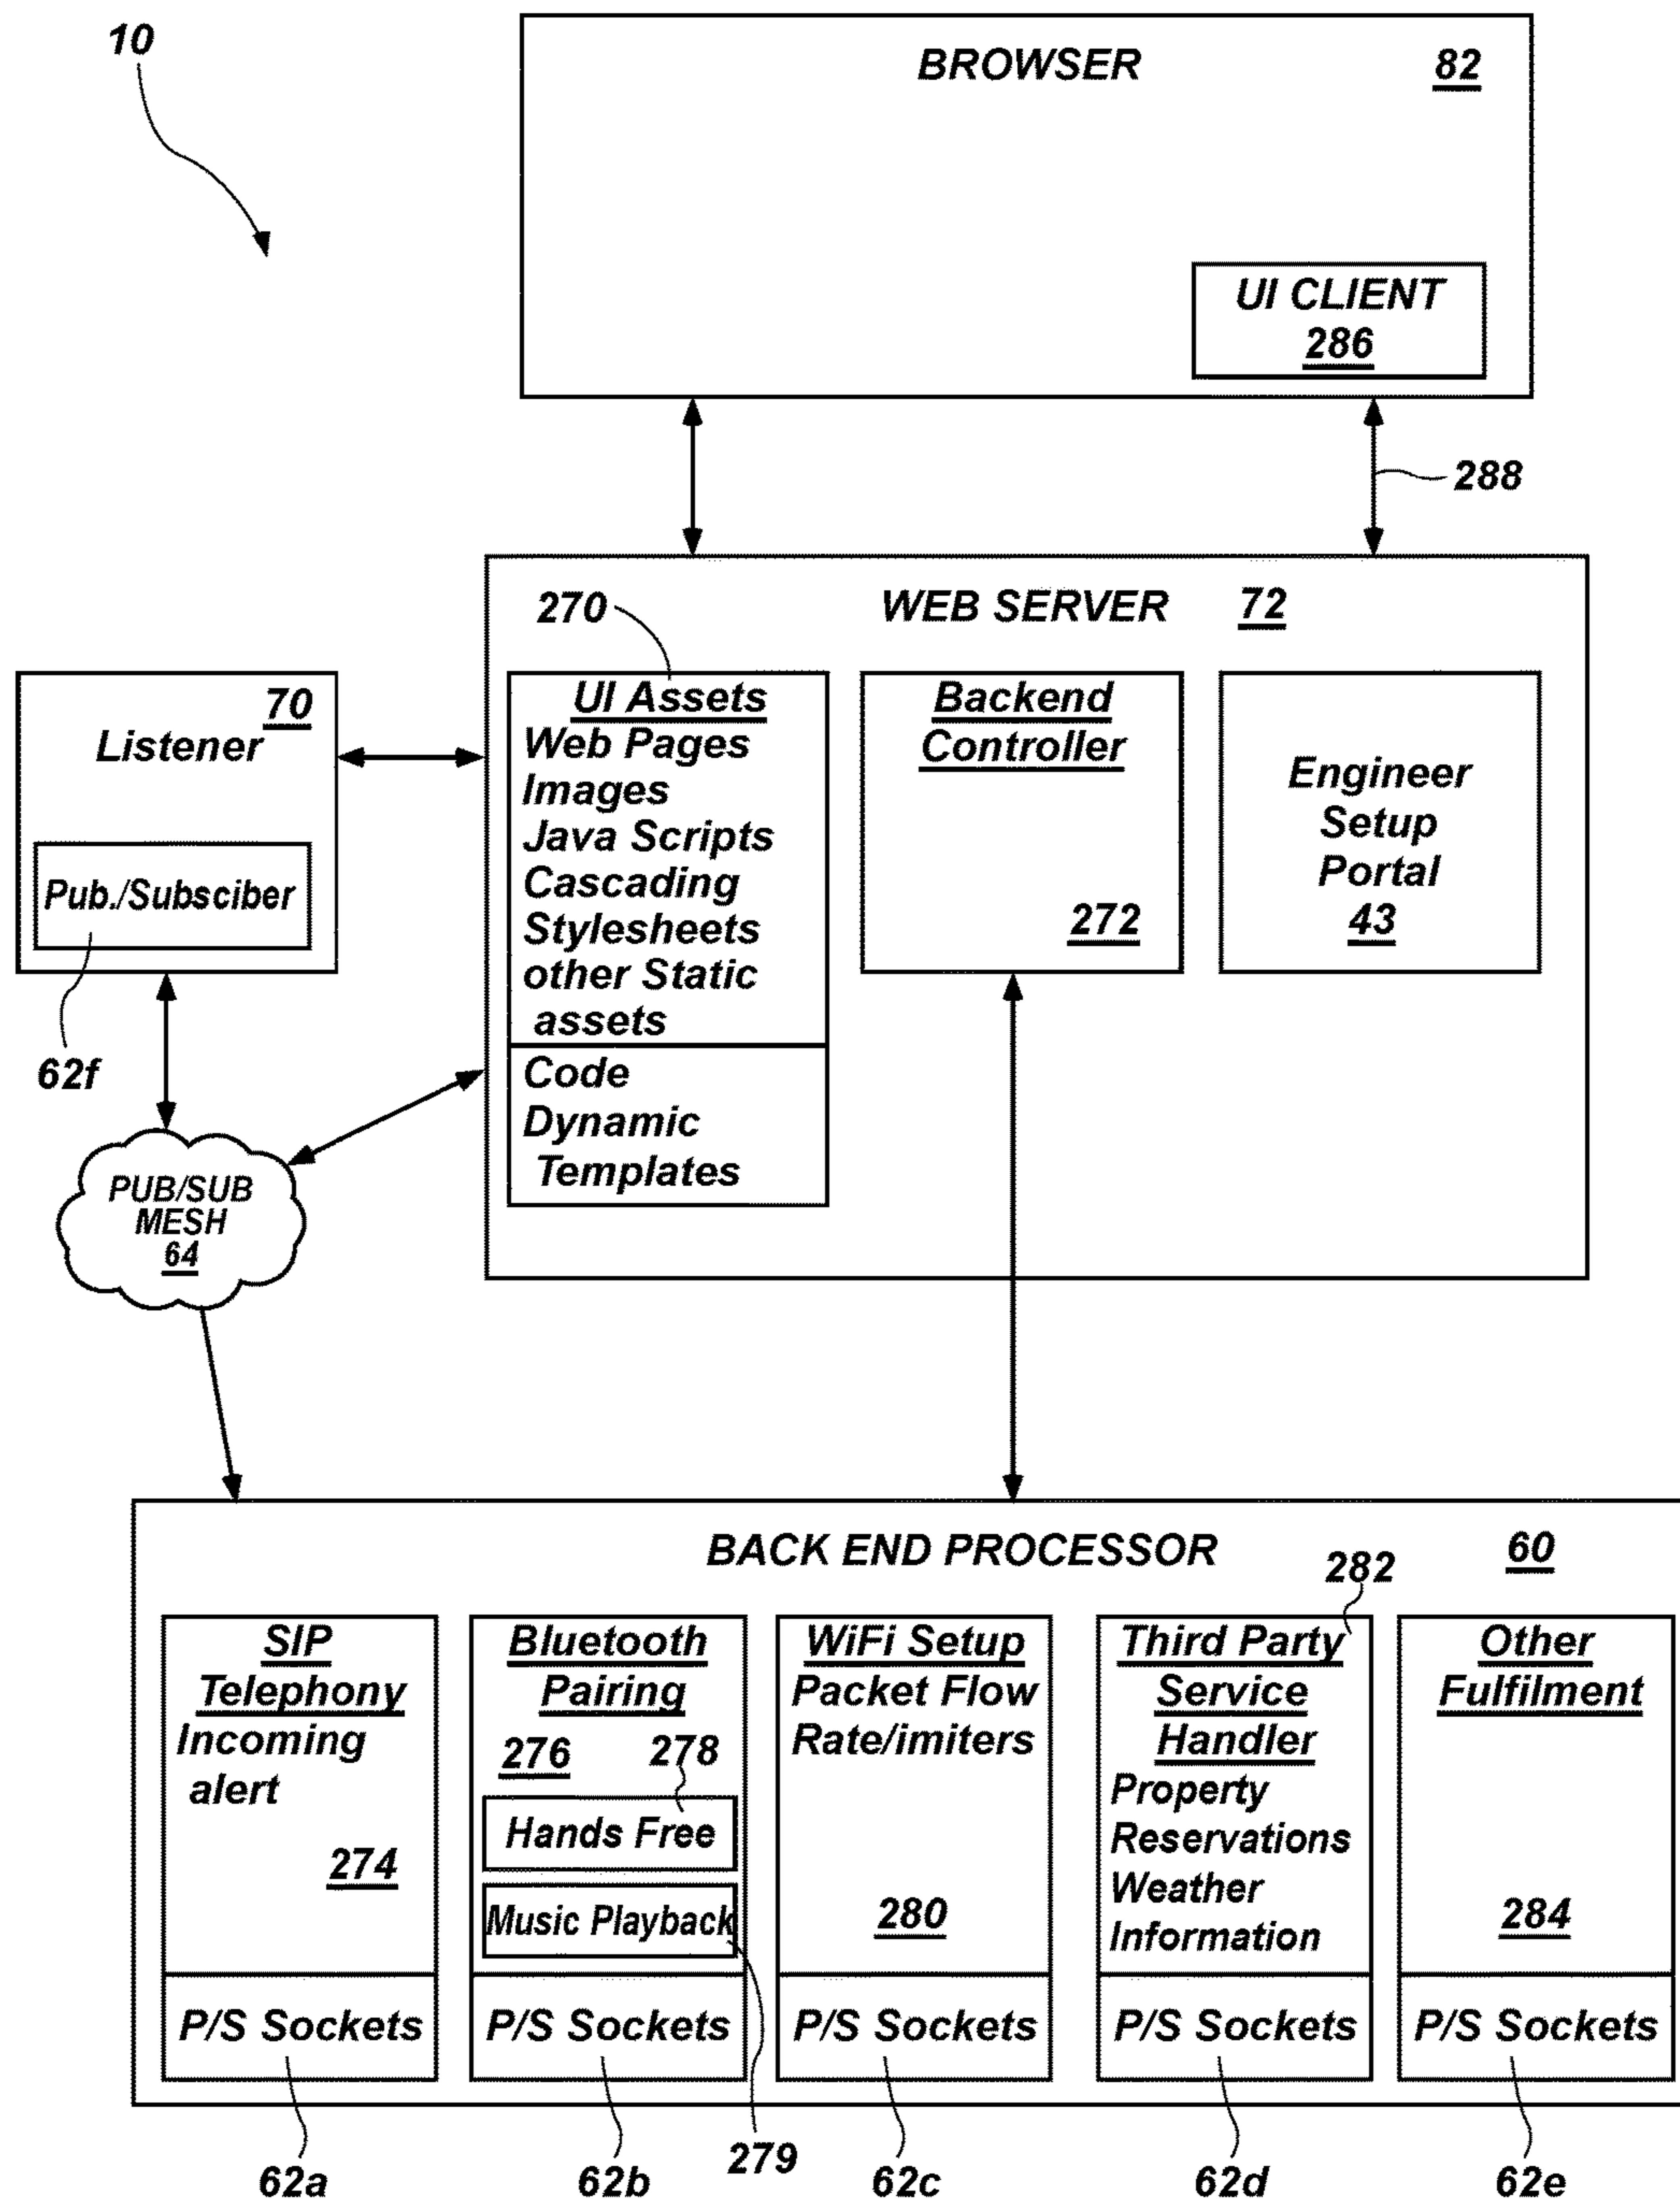 10
BROWSER 82
UI CLIENT
286
288
WEB SERVER 72
270
UI Assets
Web Pages
Images
Java Scripts
Cascading
Stylesheets
other Static
assets
Code
Dynamic
Templates
Backend
Controller
272
Engineer
Setup
Portal
43
70
Listener
Pub./Subsciber
62f
PUB/SUB
MESH
64
BACK END PROCESSOR 60
SIP
Telephony
Incoming
alert
274
P/S Sockets
62a
Bluetooth
Pairing
276 278
Hands Free
Music Playback
279
P/S Sockets
62b
WiFi Setup
Packet Flow
Rate/imiters
280
P/S Sockets
62c
282
Third Party
Service
Handler
Property
Reservations
Weather
Information
P/S Sockets
62d
Other
Fulfilment
284
P/S Sockets
62e